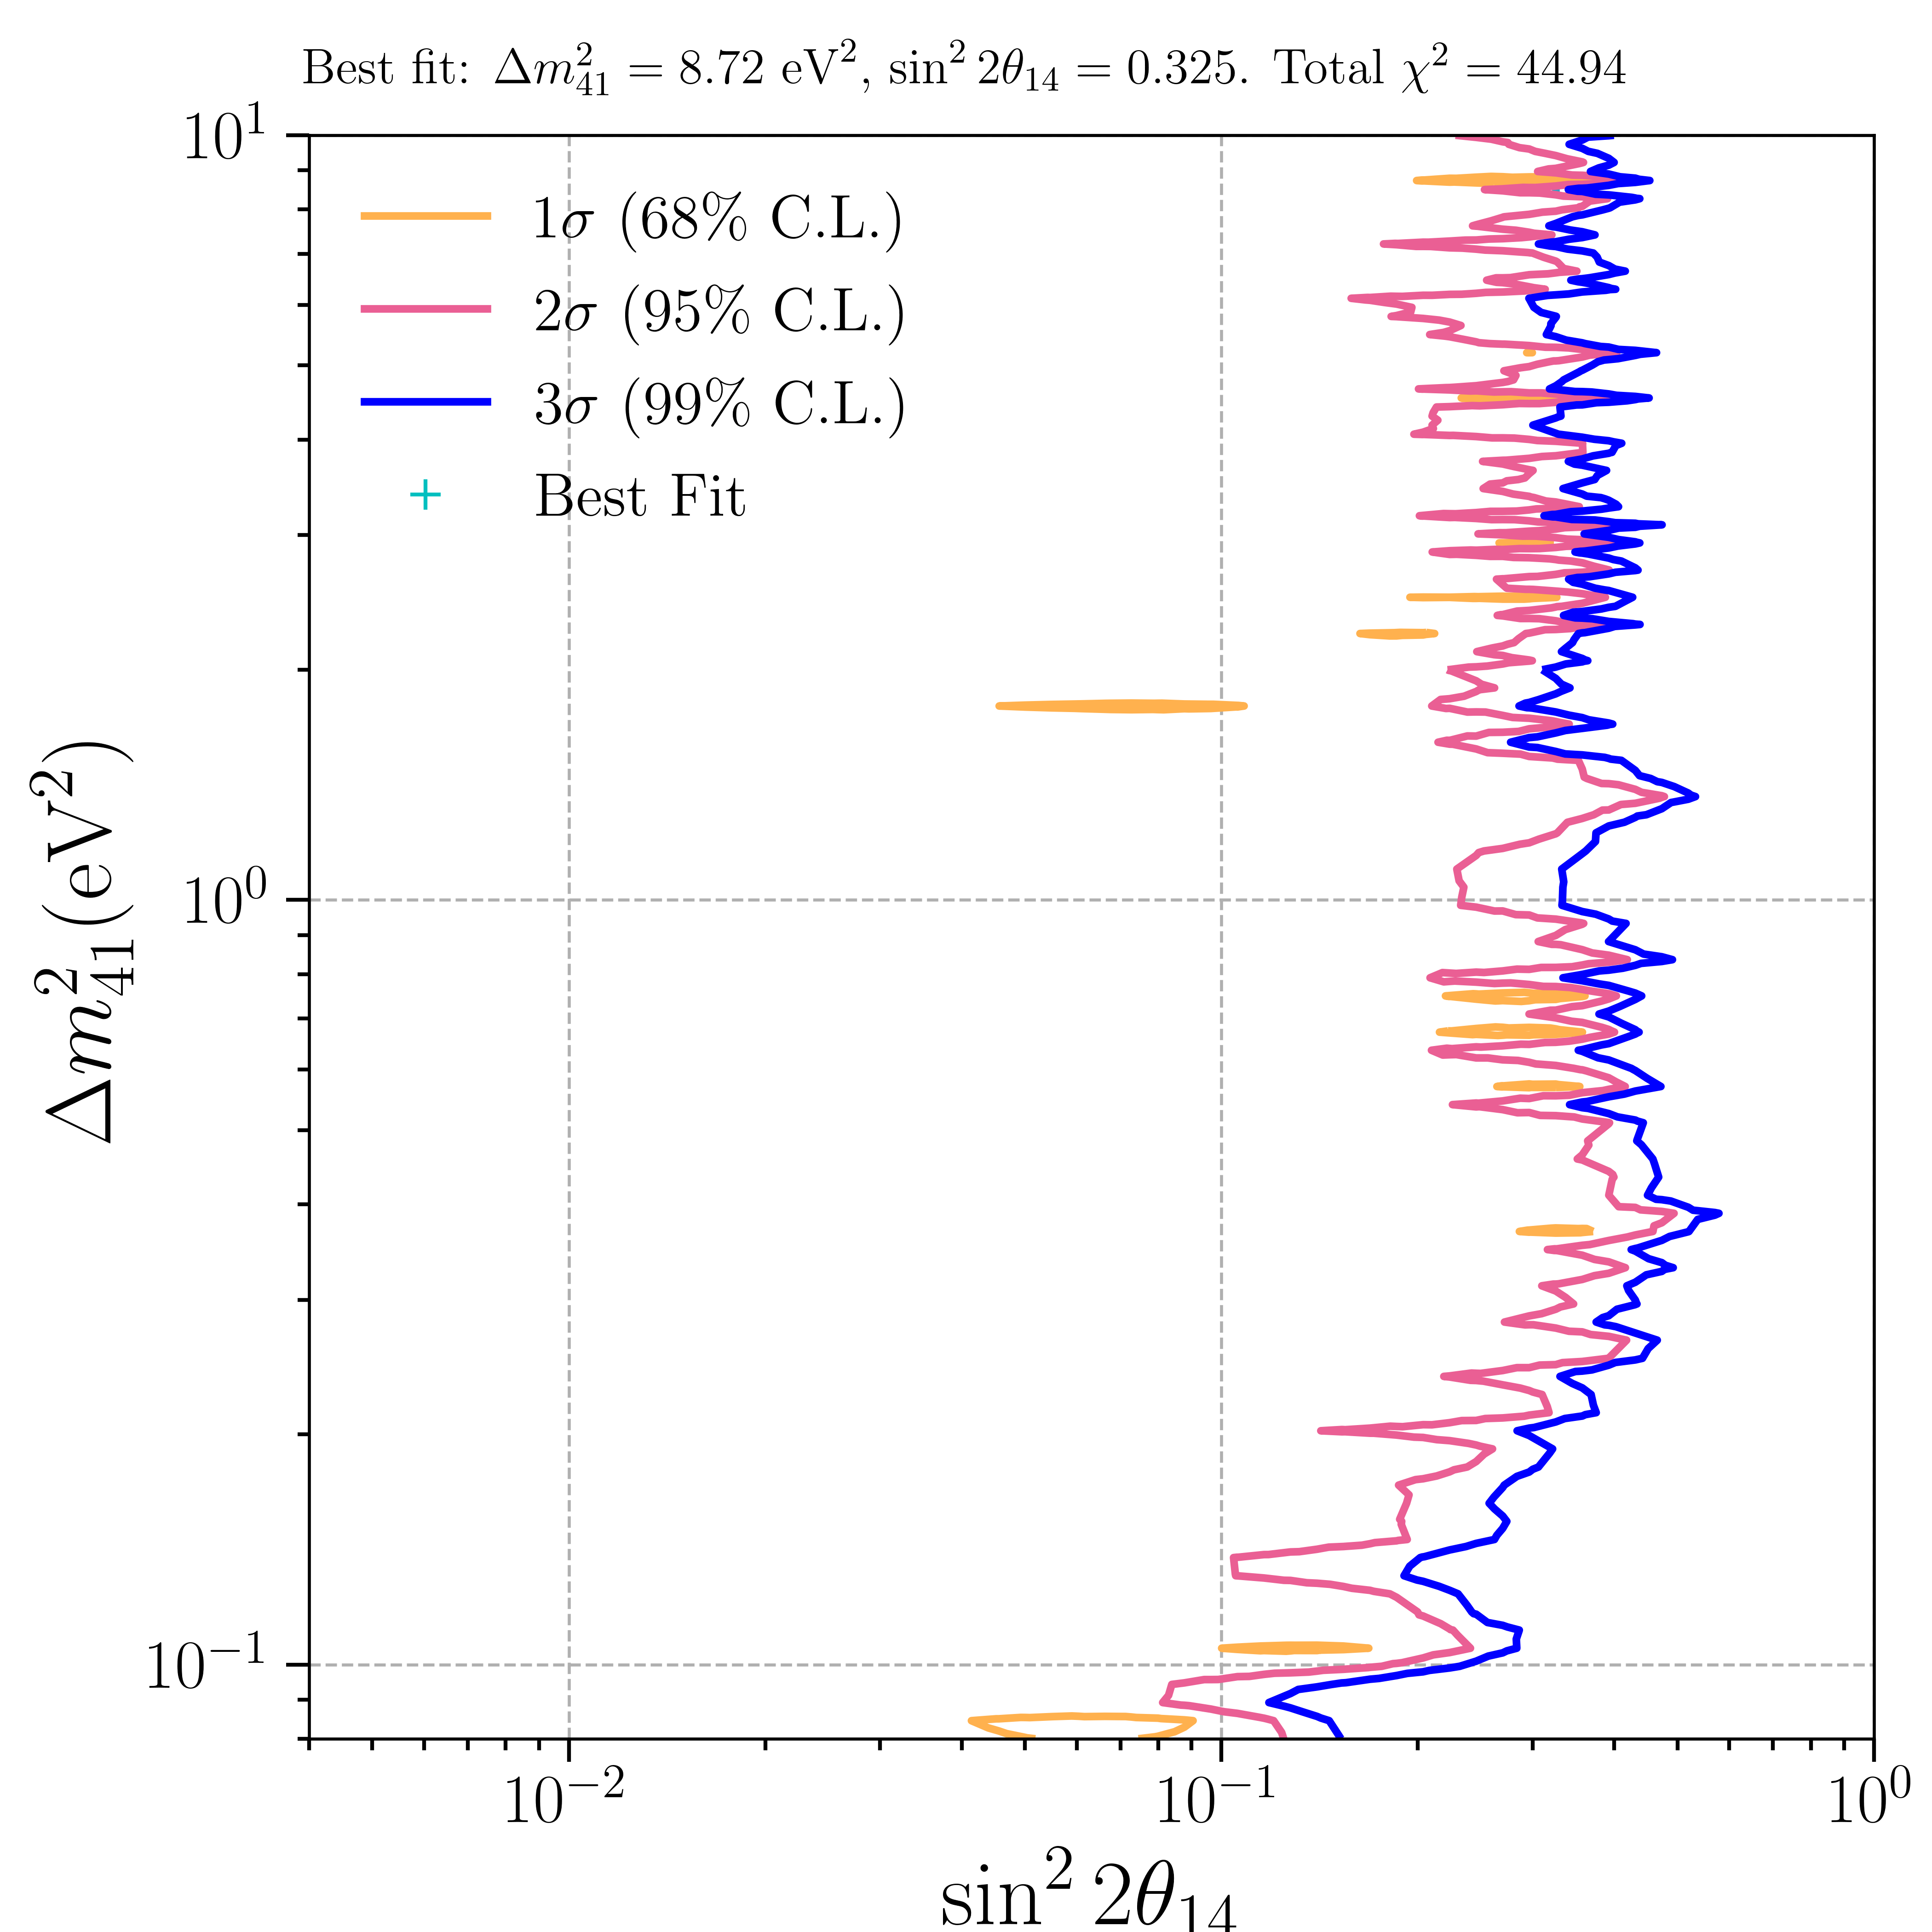 Best fit: Δm²₄₁ = 8.72 eV², sin² 2θ₁₄ = 0.325. Total χ² = 44.94
10¹
1σ (68% C.L.)
2σ (95% C.L.)
3σ (99% C.L.)
Best Fit
Δm²₄₁(eV²)
10⁰
10⁻¹
10⁻²
10⁻¹
10⁰
sin² 2θ₁₄